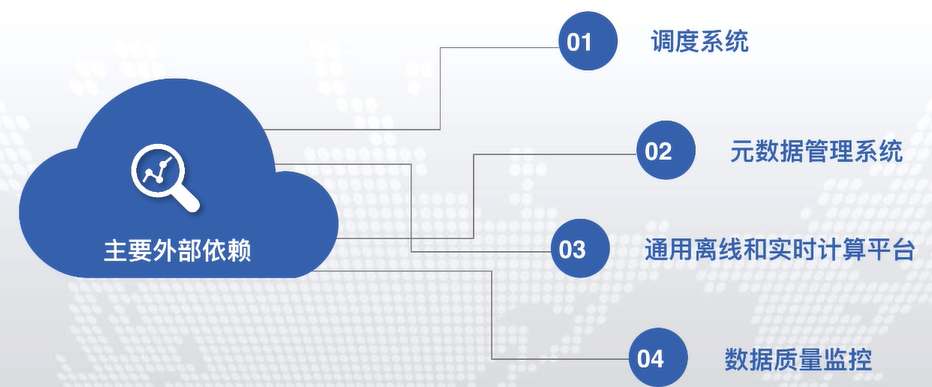 01 调度系统
02 元数据管理系统
主要外部依赖
03 通用离线和实时计算平台
04 数据质量监控